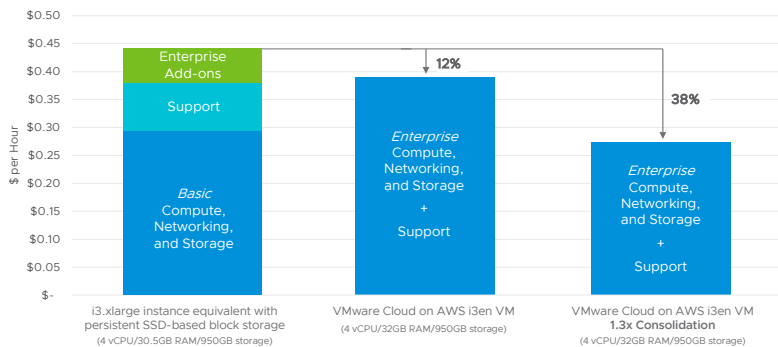 $ per Hour
$0.50
$0.45
$0.40
$0.35
$0.30
$0.25
$0.20
$0.15
$0.10
$0.05
$-
Enterprise
Add-ons
Support
Basic
Compute,
Networking,
and Storage
12%
Enterprise
Compute,
Networking,
and Storage
+
Support
38%
Enterprise
Compute,
Networking,
and Storage
+
Support
i3.xlarge instance equivalent with
persistent SSD-based block storage
(4 vCPU/30.5GB RAM/950GB storage)
VMware Cloud on AWS i3en VM
(4 vCPU/32GB RAM/950GB storage)
VMware Cloud on AWS i3en VM
1.3x Consolidation
(4 vCPU/32GB RAM/950GB storage)